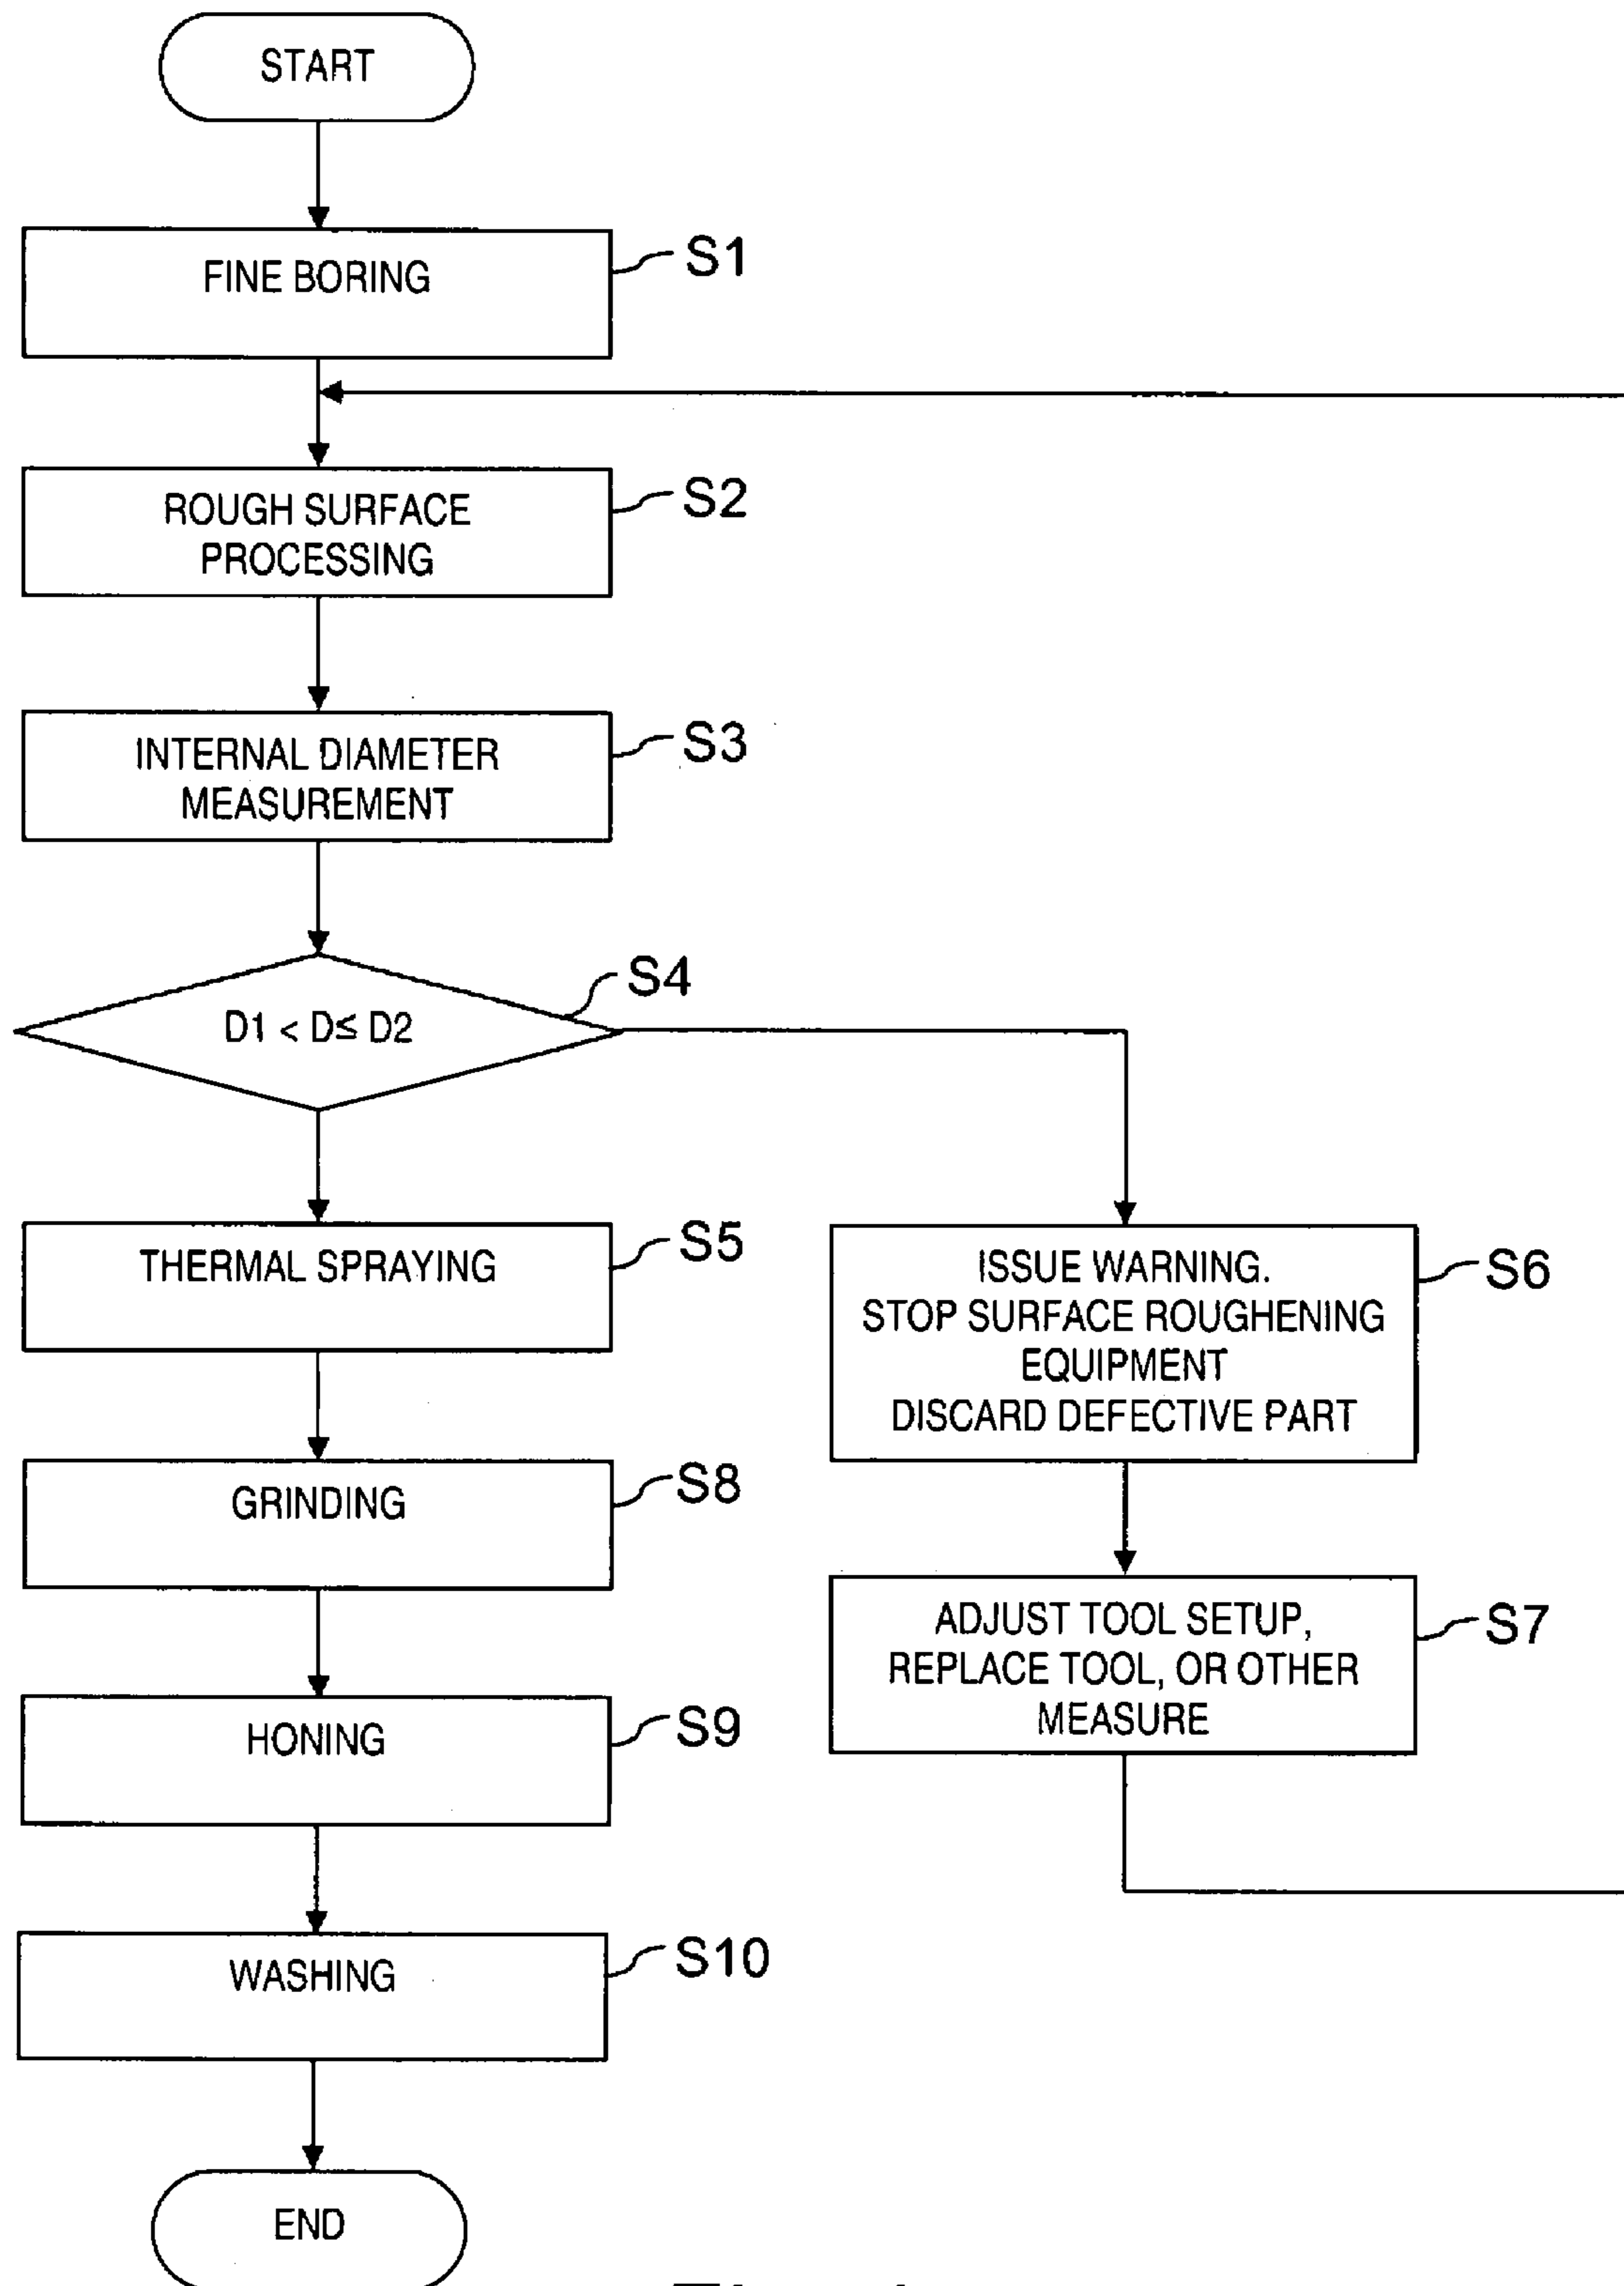 START
FINE BORING
S1
ROUGH SURFACE
PROCESSING
S2
INTERNAL DIAMETER
MEASUREMENT
S3
D1 < D≤ D2
S4
THERMAL SPRAYING
S5
ISSUE WARNING.
STOP SURFACE ROUGHENING
EQUIPMENT
DISCARD DEFECTIVE PART
S6
GRINDING
S8
ADJUST TOOL SETUP,
REPLACE TOOL, OR OTHER
MEASURE
S7
HONING
S9
WASHING
S10
END